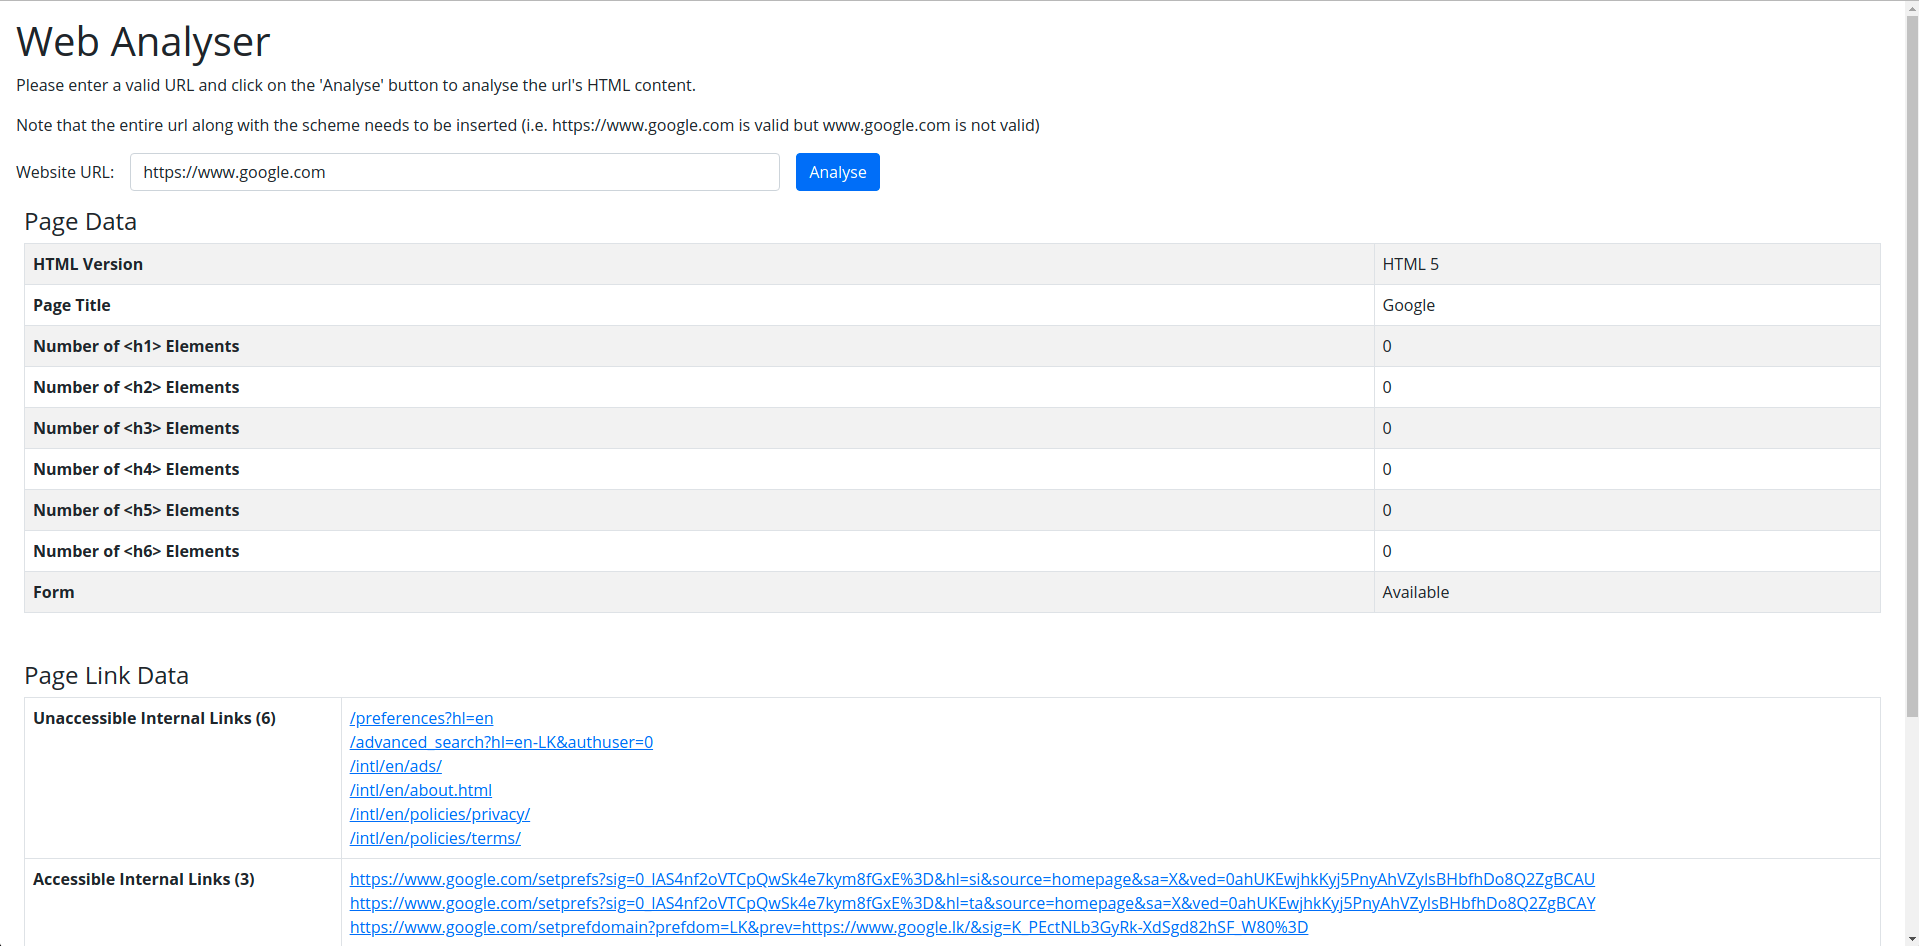 Web Analyser
Please enter a valid URL and click on the 'Analyse' button to analyse the url's HTML content.
Note that the entire url along with the scheme needs to be inserted (i.e. https://www.google.com is valid but www.google.com is not valid)
Website URL: https://www.google.com Analyse
Page Data
HTML Version HTML 5
Page Title Google
Number of <h1> Elements 0
Number of <h2> Elements 0
Number of <h3> Elements 0
Number of <h4> Elements 0
Number of <h5> Elements 0
Number of <h6> Elements 0
Form Available
Page Link Data
Unaccessible Internal Links (6) /preferences?hl=en
/advanced_search?hl=en-LK&authuser=0
/intl/en/ads/
/intl/en/about.html
/intl/en/policies/privacy/
/intl/en/policies/terms/
Accessible Internal Links (3) https://www.google.com/setprefs?sig=0_IAS4nf2oVTCpQwSk4e7kym8fGxE%3D&hl=si&source=homepage&sa=X&ved=0ahUKEwjhkKyj5PnyAhVZyIsBHbfhDo8Q2ZgBCAU
https://www.google.com/setprefs?sig=0_IAS4nf2oVTCpQwSk4e7kym8fGxE%3D&hl=ta&source=homepage&sa=X&ved=0ahUKEwjhkKyj5PnyAhVZyIsBHbfhDo8Q2ZgBCAY
https://www.google.com/setprefdomain?prefdom=LK&prev=https://www.google.lk/&sig=K_PEctNLb3GyRk-XdSgd82hSF_W80%3D